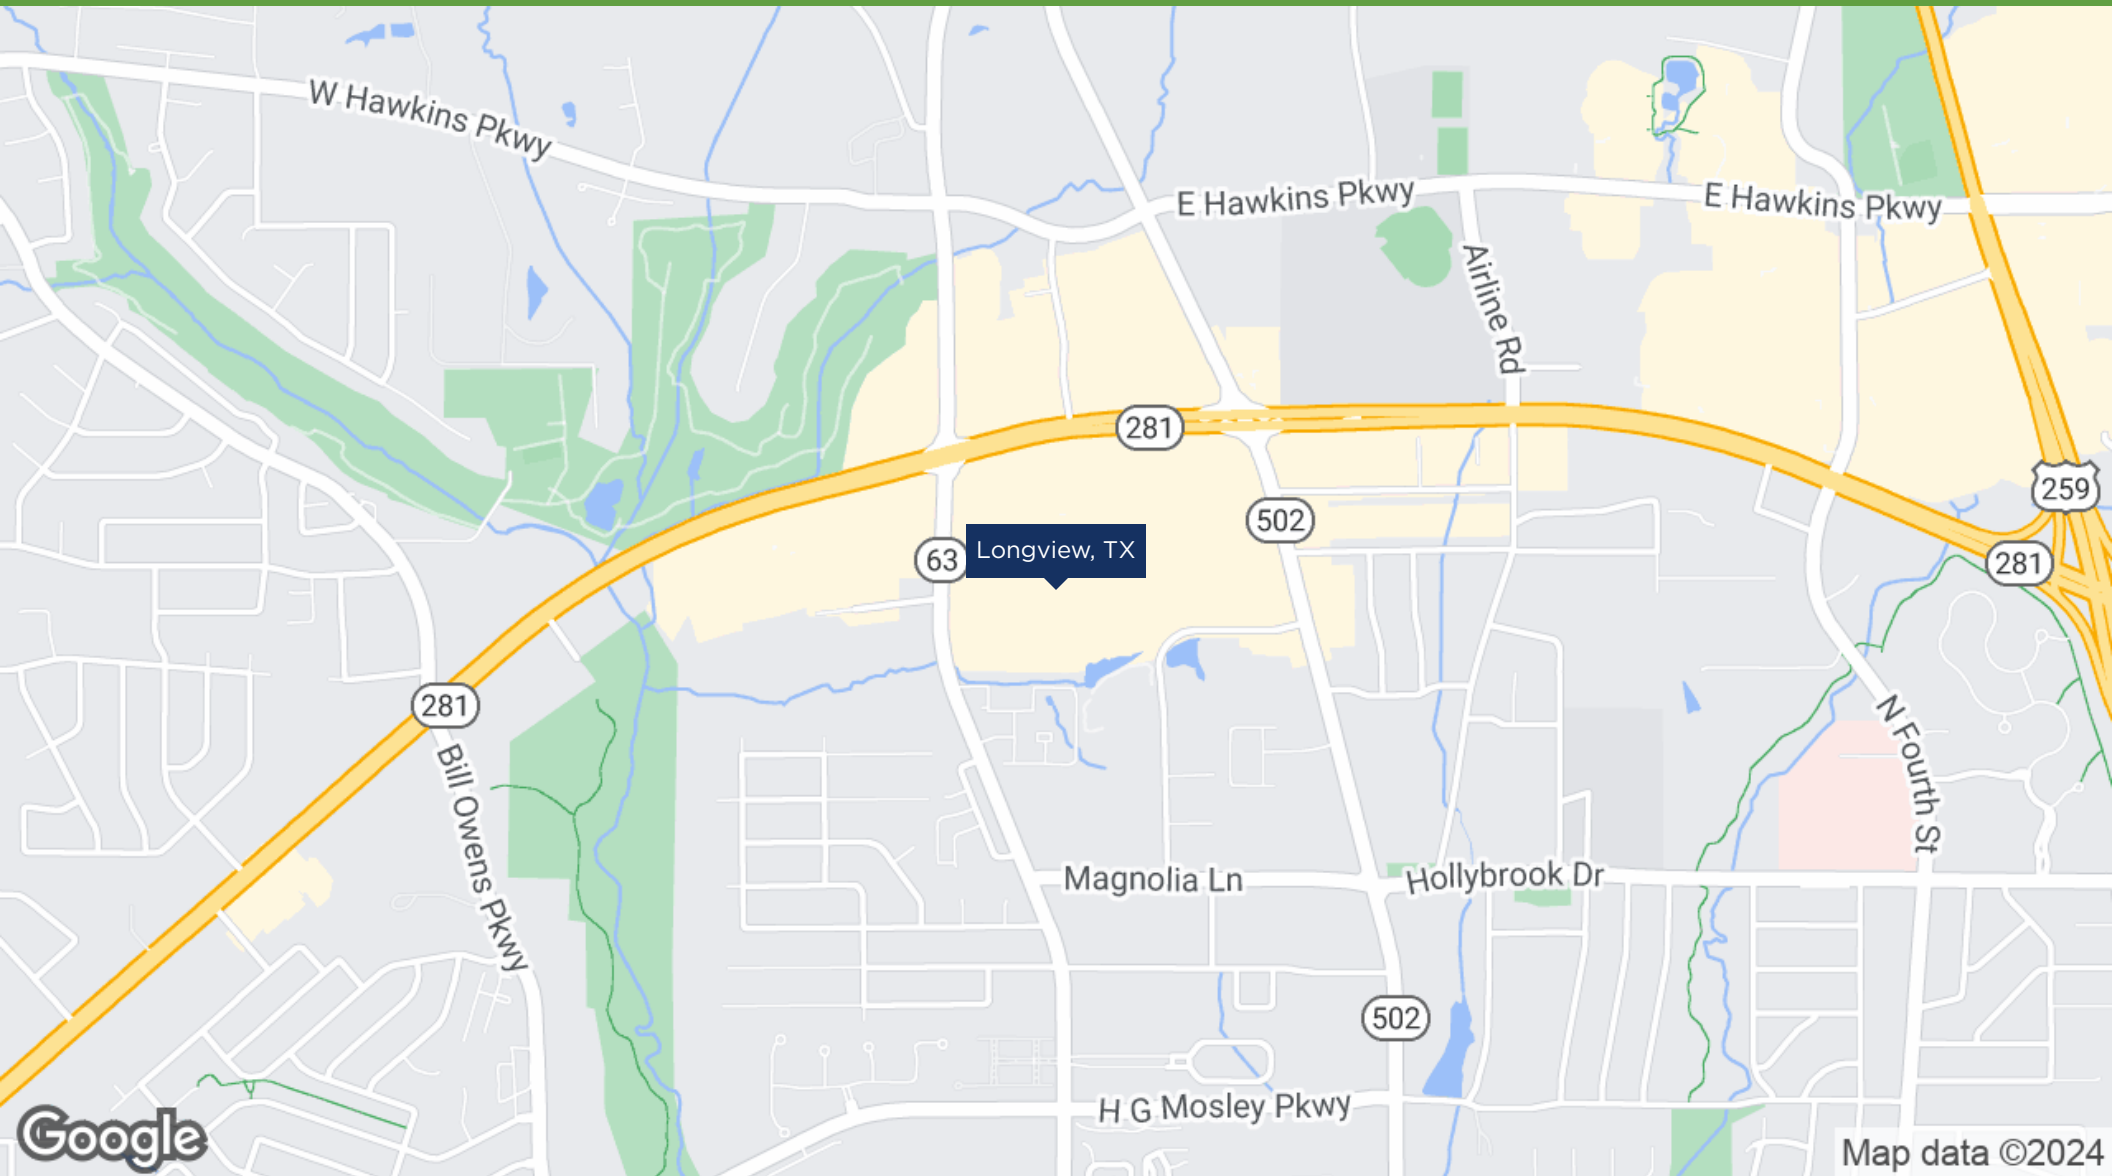 W Hawkins Pkwy
E Hawkins Pkwy
E Hawkins Pkwy
Airline Rd
281
259
502
63
Longview, TX
281
281
N Fourth St
Bill Owens Pkwy
Magnolia Ln
Hollybrook Dr
502
H G Mosley Pkwy
Google
Map data ©2024